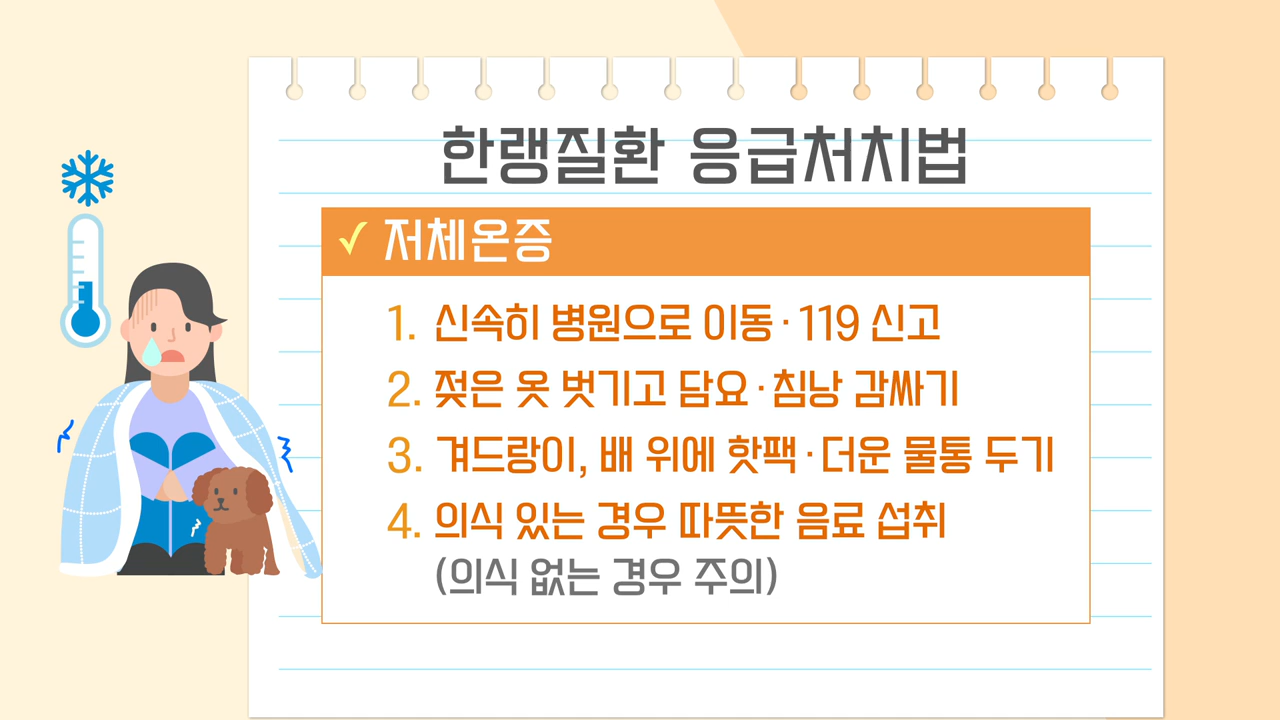 한랭질환 응급처치법
✓ 저체온증
1. 신속히 병원으로 이동·119 신고
2. 젖은 옷 벗기고 담요·침낭 감싸기
3. 겨드랑이, 배 위에 핫팩·더운 물통 두기
4. 의식 있는 경우 따뜻한 음료 섭취
(의식 없는 경우 주의)